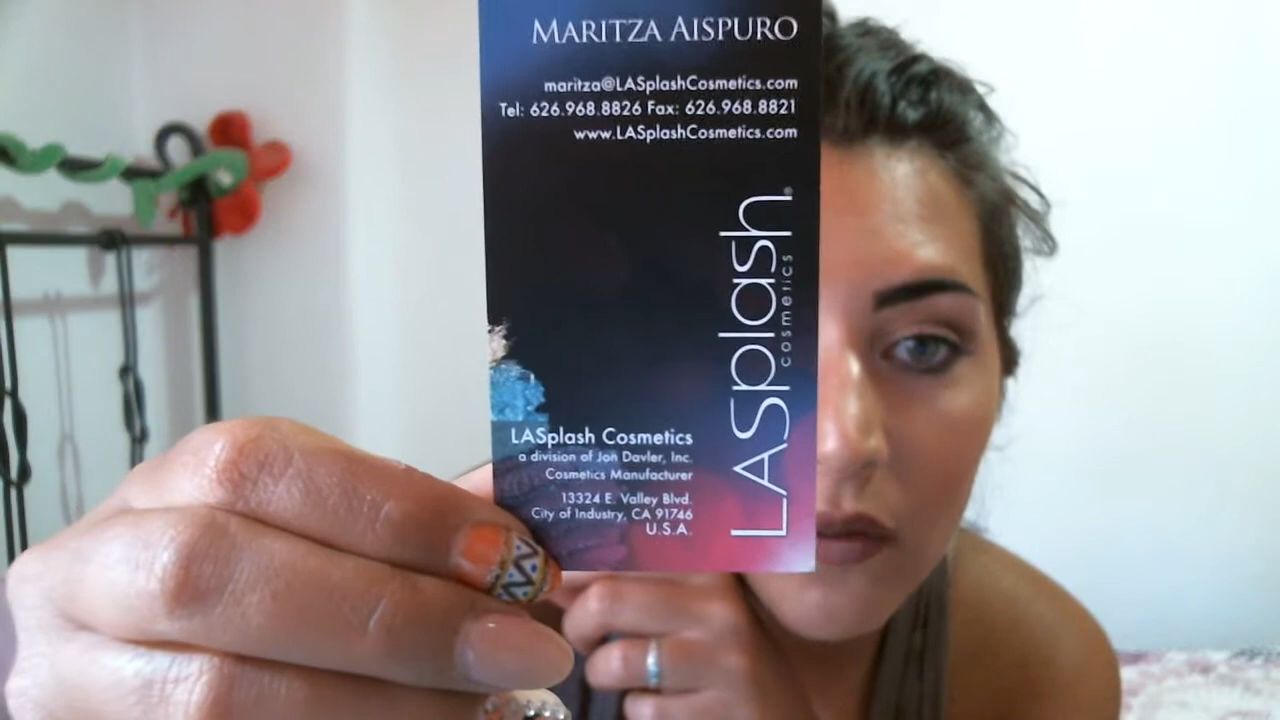 MARITZA AISPURO
maritza@LASplashCosmetics.com
Tel: 626.968.8826 Fax: 626.968.8821
www.LASplashCosmetics.com
LASplash®
cosmetics
LASplash Cosmetics
a division of Jon Davler, Inc.
Cosmetics Manufacturer
13324 E. Valley Blvd.
City of Industry, CA 91746
U.S.A.